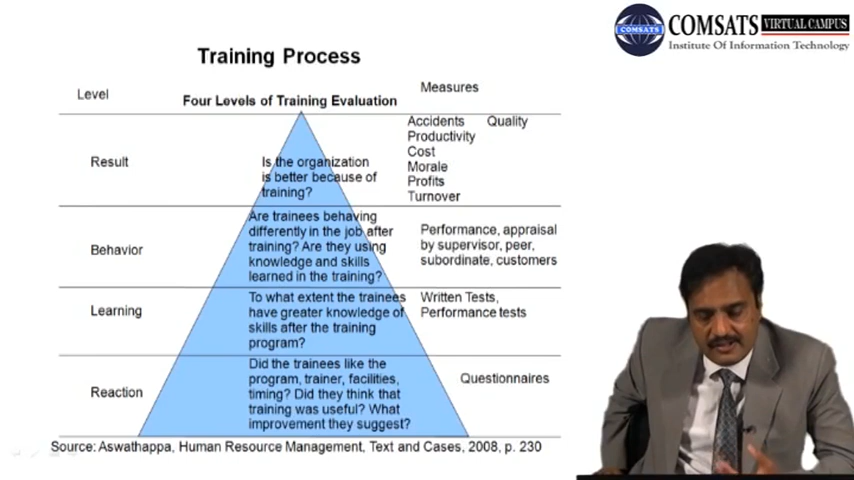 COMSATS
COMSATS VIRTUAL CAMPUS
Institute Of Information Technology
Training Process
Level
Four Levels of Training Evaluation
Measures
Result
Is the organization
is better because of
training?
Accidents Quality
Productivity
Cost
Morale
Profits
Turnover
Behavior
Are trainees behaving
differently in the job after
training? Are they using
knowledge and skills
learned in the training?
Performance, appraisal
by supervisor, peer,
subordinate, customers
Learning
To what extent the trainees
have greater knowledge of
skills after the training
program?
Written Tests,
Performance tests
Reaction
Did the trainees like the
program, trainer, facilities,
timing? Did they think that
training was useful? What
improvement they suggest?
Questionnaires
Source: Aswathappa, Human Resource Management, Text and Cases, 2008, p. 230